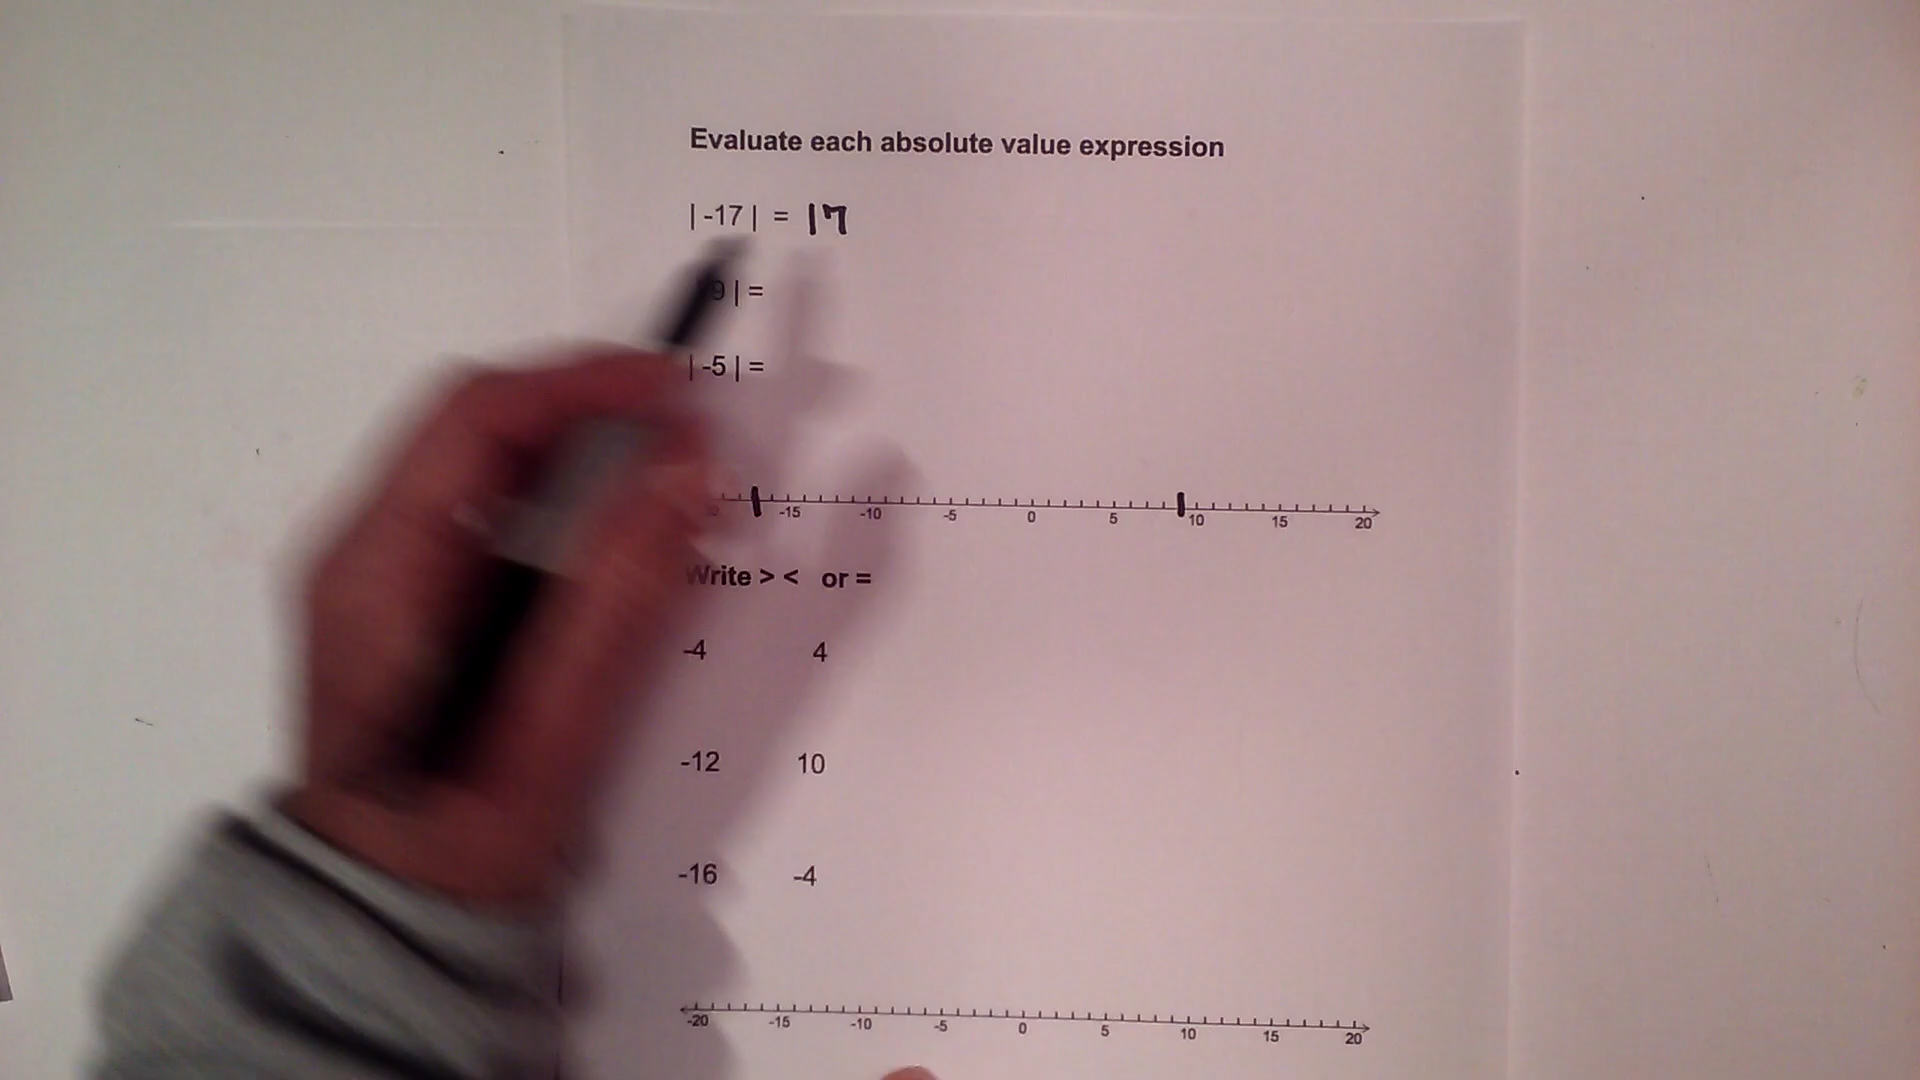 Evaluate each absolute value expression
| -17 | = 17
9 | =
| -5 | =
-15 -10 -5 0 5 10 15 20
Write > < or =
-4 4
-12 10
-16 -4
-20 -15 -10 -5 0 5 10 15 20